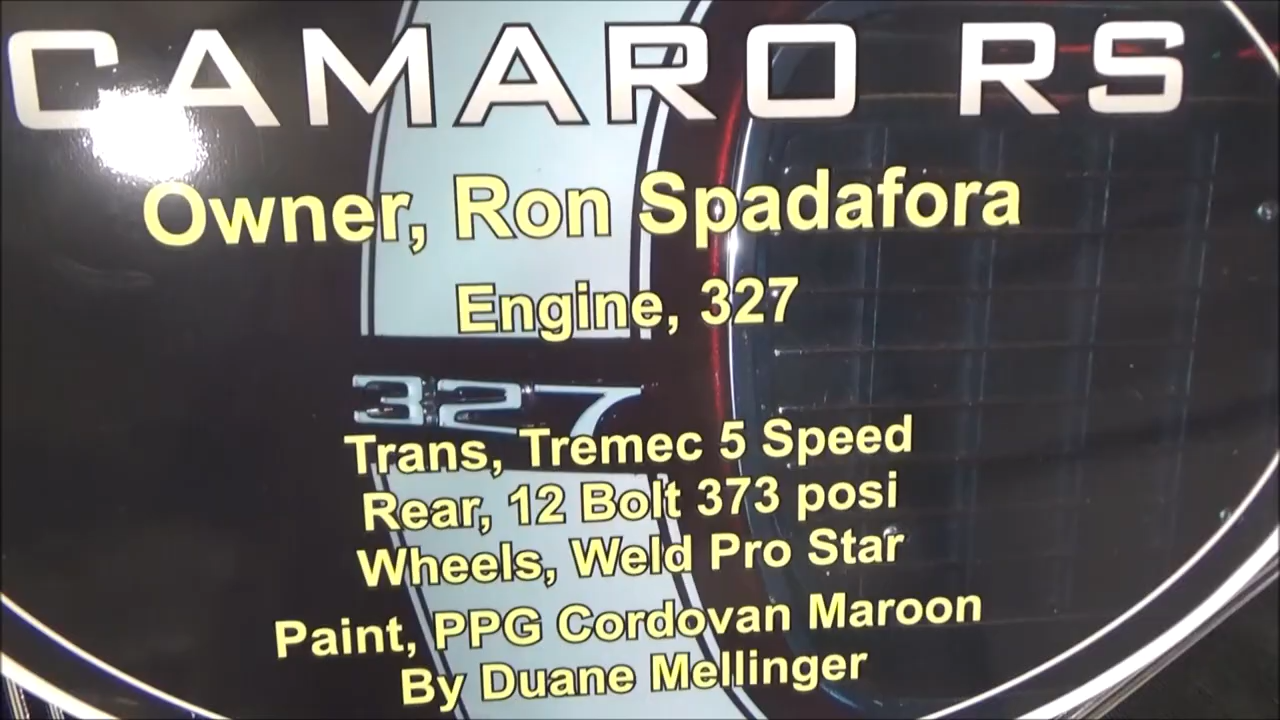 CAMARO RS
Owner, Ron Spadafora
Engine, 327
327
Trans, Tremec 5 Speed
Rear, 12 Bolt 373 posi
Wheels, Weld Pro Star
Paint, PPG Cordovan Maroon
By Duane Mellinger